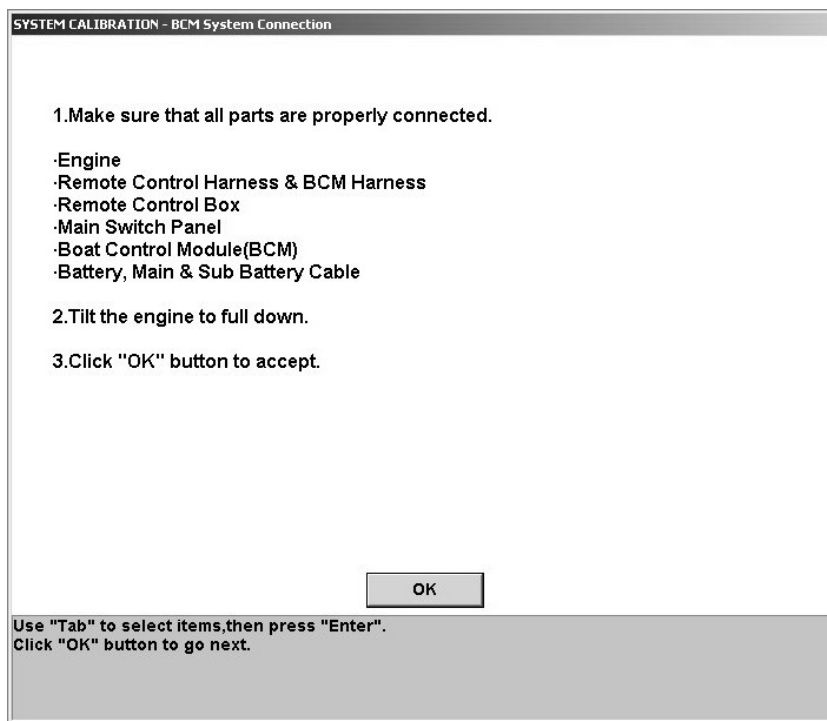 SYSTEM CALIBRATION - BCM System Connection
1.Make sure that all parts are properly connected.
·Engine
·Remote Control Harness & BCM Harness
·Remote Control Box
·Main Switch Panel
·Boat Control Module(BCM)
·Battery, Main & Sub Battery Cable
2.Tilt the engine to full down.
3.Click "OK" button to accept.
OK
Use "Tab" to select items,then press "Enter".
Click "OK" button to go next.